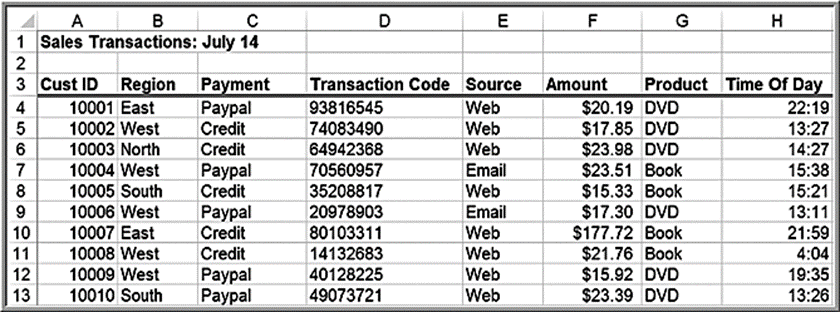 A B C D E F G H
1 Sales Transactions: July 14
2
3 Cust ID Region Payment Transaction Code Source Amount Product Time Of Day
4 10001 East Paypal 93816545 Web $20.19 DVD 22:19
5 10002 West Credit 74083490 Web $17.85 DVD 13:27
6 10003 North Credit 64942368 Web $23.98 DVD 14:27
7 10004 West Paypal 70560957 Email $23.51 Book 15:38
8 10005 South Credit 35208817 Web $15.33 Book 15:21
9 10006 West Paypal 20978903 Email $17.30 DVD 13:11
10 10007 East Credit 80103311 Web $177.72 Book 21:59
11 10008 West Credit 14132683 Web $21.76 Book 4:04
12 10009 West Paypal 40128225 Web $15.92 DVD 19:35
13 10010 South Paypal 49073721 Web $23.39 DVD 13:26